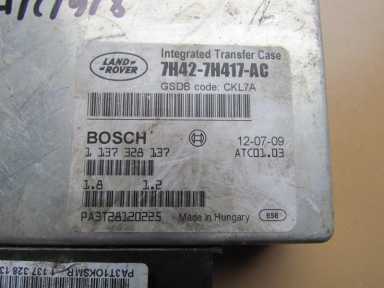 LAND ROVER
Integrated Transfer Case
7H42-7H417-AC
GSDB code: CKL7A
BOSCH
12-07-09
1 137 328 137
ATC01.03
1.8 1.2
PA3T28120225
Made in Hungary
PA3T10KSMR 1 137 328 13